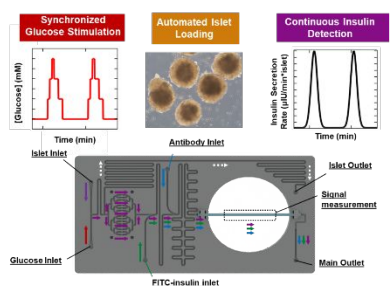 Synchronized
Glucose Stimulation
Automated Islet
Loading
Continuous Insulin
Detection
[Glucose] (mM)
Time (min)
Insulin Secretion
Rate (µU/min*islet)
Time (min)
Islet Inlet
Antibody Inlet
Islet Outlet
Signal
measurement
Glucose Inlet
Main Outlet
FITC-insulin inlet